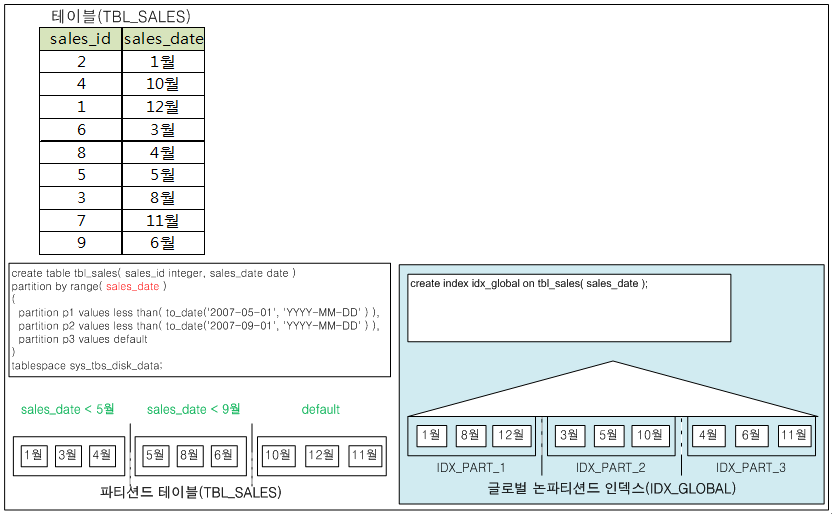 테이블(TBL_SALES)
sales_id sales_date
2 1월
4 10월
1 12월
6 3월
8 4월
5 5월
3 8월
7 11월
9 6월
create table tbl_sales( sales_id integer, sales_date date )
partition by range( sales_date )
(
partition p1 values less than( to_date('2007-05-01', 'YYYY-MM-DD' ) ),
partition p2 values less than( to_date('2007-09-01', 'YYYY-MM-DD' ) ),
partition p3 values default
)
tablespace sys_tbs_disk_data;
sales_date < 5월 sales_date < 9월 default
1월 3월 4월 5월 8월 6월 10월 12월 11월
파티션드 테이블(TBL_SALES)
create index idx_global on tbl_sales( sales_date );
1월 8월 12월 3월 5월 10월 4월 6월 11월
IDX_PART_1 IDX_PART_2 IDX_PART_3
글로벌 논파티션드 인덱스(IDX_GLOBAL)